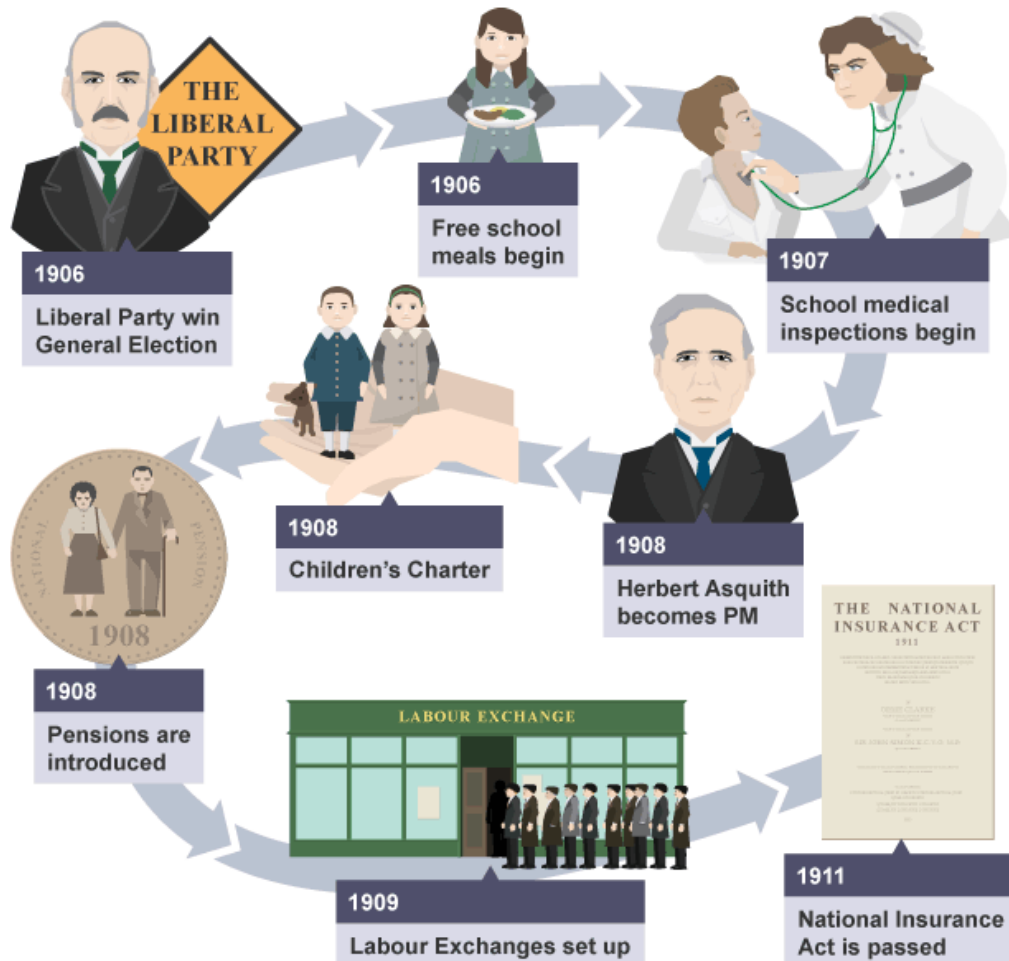 THE
LIBERAL
PARTY
1906
Liberal Party win
General Election
1906
Free school
meals begin
1907
School medical
inspections begin
1908
Herbert Asquith
becomes PM
1908
Children's Charter
NATIONAL PENSION
1908
1908
Pensions are
introduced
LABOUR EXCHANGE
1909
Labour Exchanges set up
THE NATIONAL
INSURANCE ACT
1911
1911
National Insurance
Act is passed